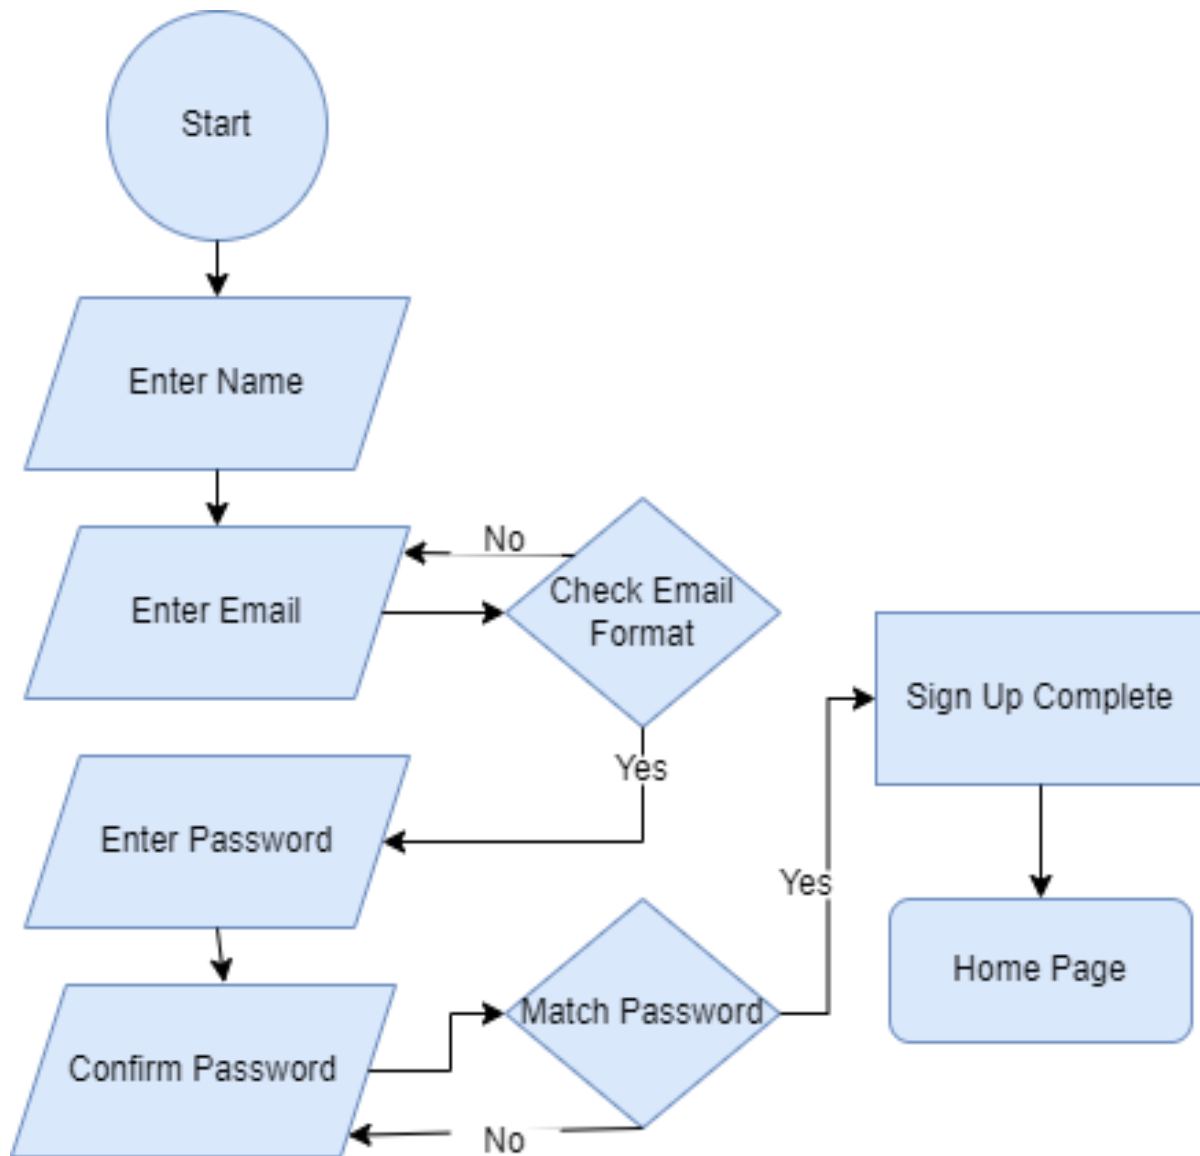 Start
Enter Name
No
Enter Email
Check Email
Format
Sign Up Complete
Yes
Enter Password
Yes
Home Page
Match Password
Confirm Password
No